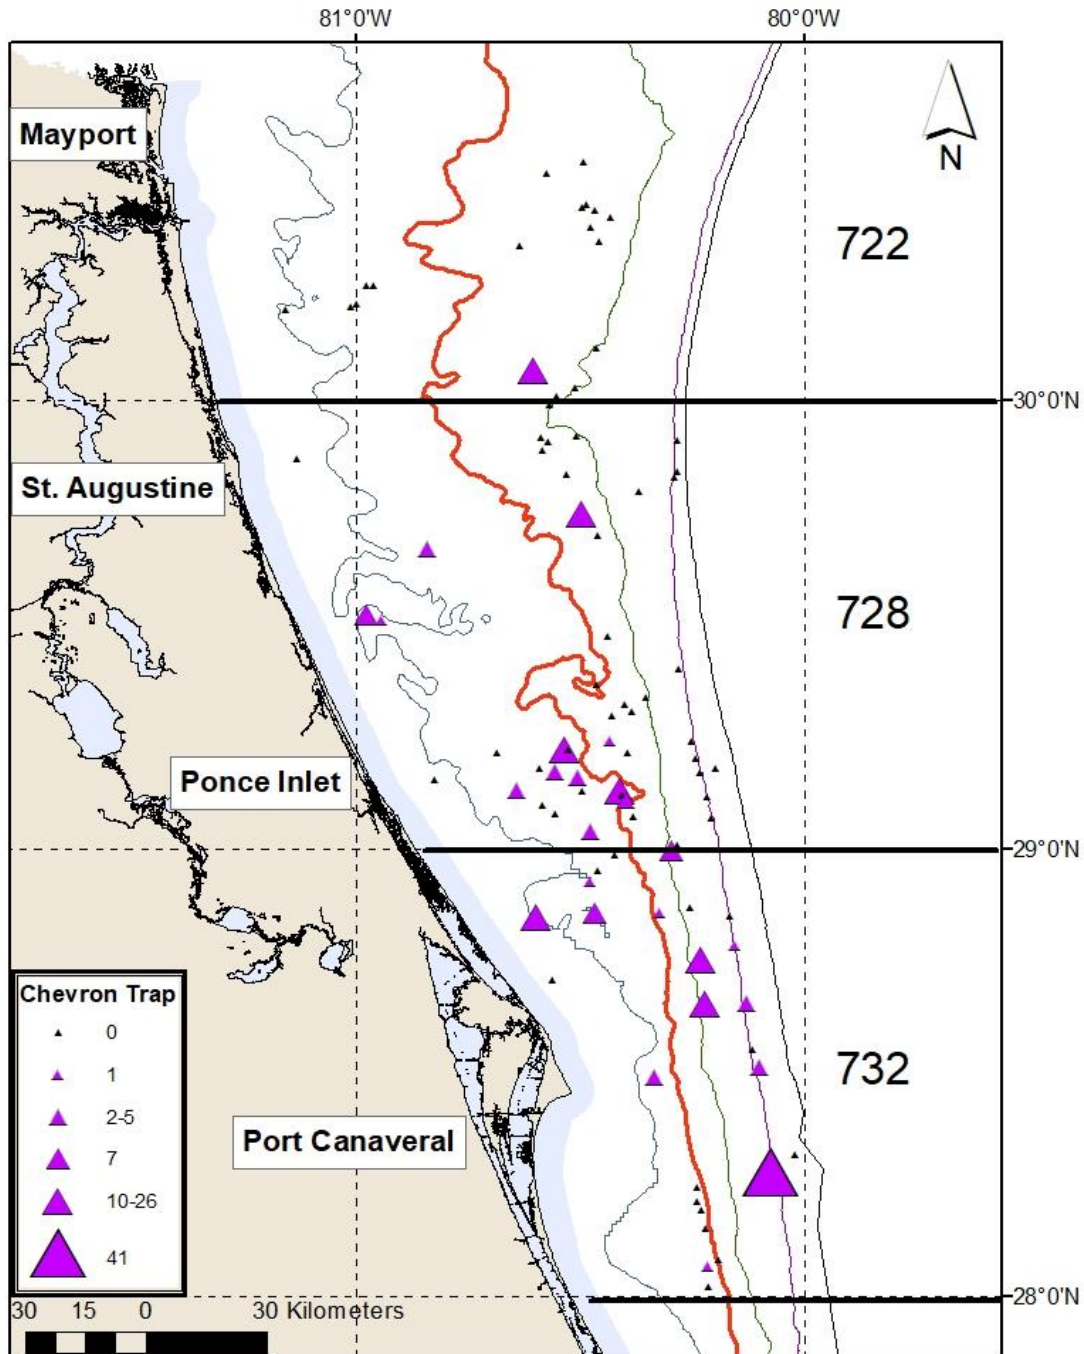 81°0'W 80°0'W
Mayport
N
722
30°0'N
St. Augustine
728
Ponce Inlet
29°0'N
Chevron Trap
0
1
2-5
7
10-26
41
732
Port Canaveral
30 15 0 30 Kilometers
28°0'N